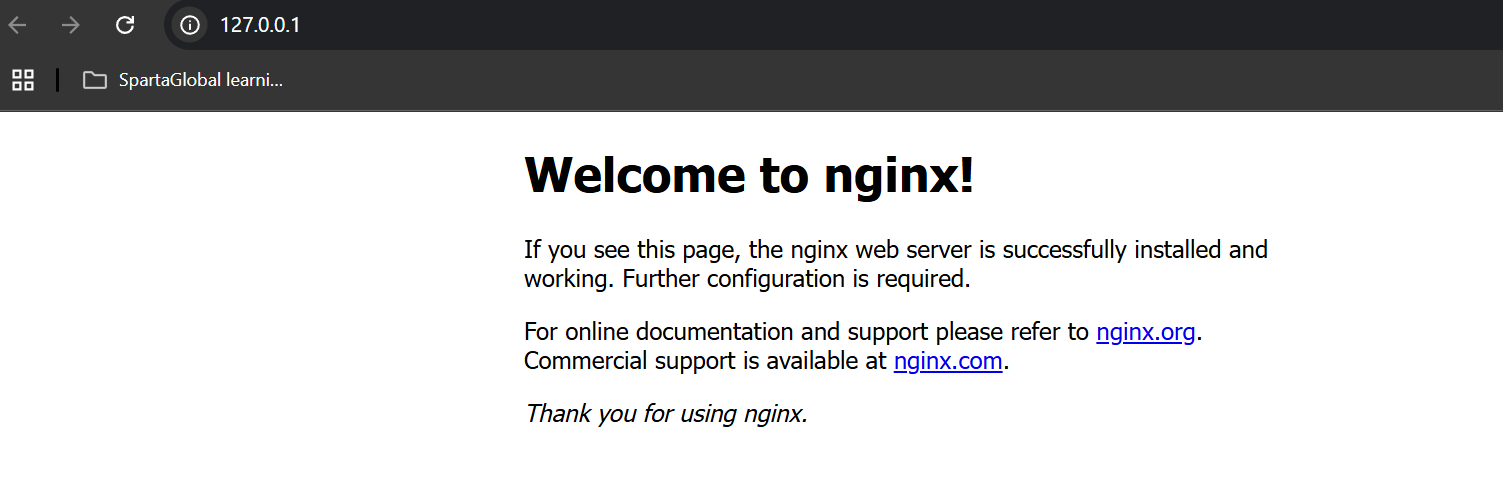 127.0.0.1
SpartaGlobal learni...
Welcome to nginx!
If you see this page, the nginx web server is successfully installed and
working. Further configuration is required.
For online documentation and support please refer to nginx.org.
Commercial support is available at nginx.com.
Thank you for using nginx.